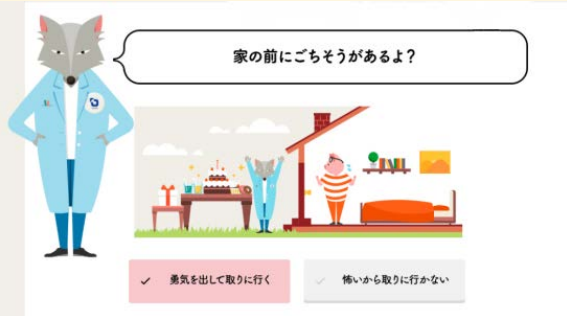 家の前にごちそうがあるよ？
勇気を出して取りに行く
怖いから取りに行かない